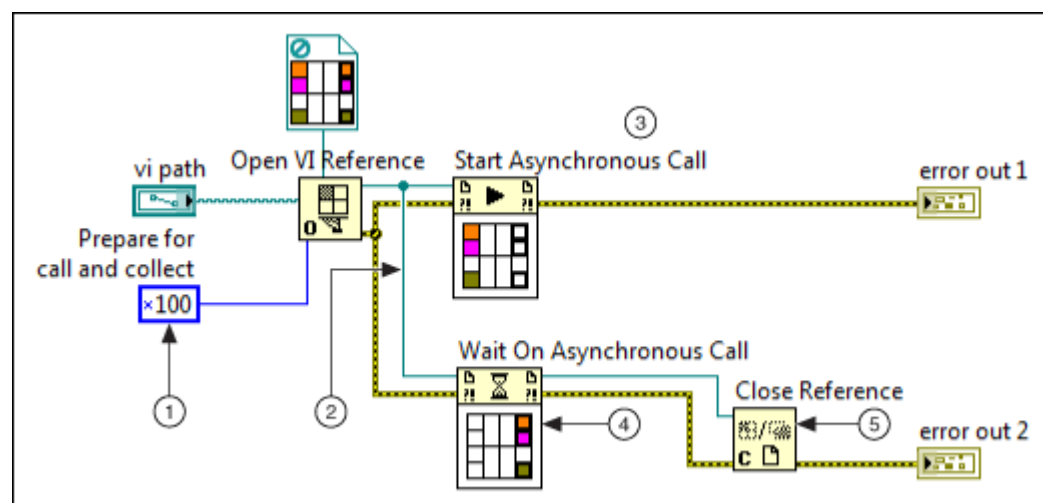 3
vi path
Open VI Reference
Start Asynchronous Call
error out 1
?!
?!
O
Prepare for
call and collect
×100
1
2
Wait On Asynchronous Call
?!
?!
4
Close Reference
5
C
error out 2